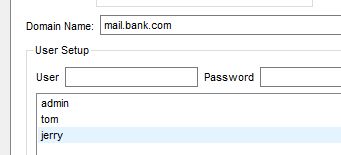 Domain Name: mail.bank.com
User Setup
User Password
admin
tom
jerry